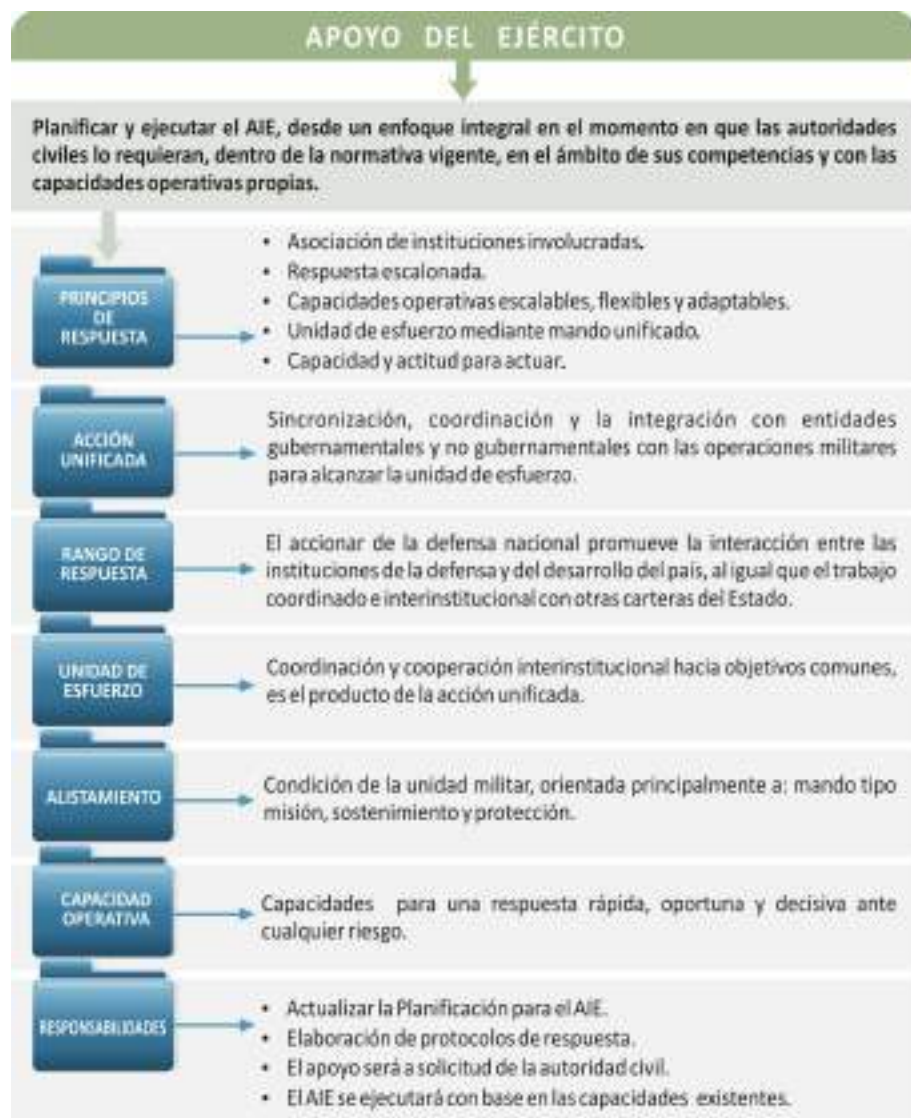 APOYO DEL EJÉRCITO
Planificar y ejecutar el AIE, desde un enfoque integral en el momento en que las autoridades
civiles lo requieran, dentro de la normativa vigente, en el ámbito de sus competencias y con las
capacidades operativas propias.
PRINCIPIOS
DE
RESPUESTA
• Asociación de instituciones involucradas.
• Respuesta escalonada.
• Capacidades operativas escalables, flexibles y adaptables.
• Unidad de esfuerzo mediante mando unificado.
• Capacidad y actitud para actuar.
ACCIÓN
UNIFICADA
Sincronización, coordinación y la integración con entidades
gubernamentales y no gubernamentales con las operaciones militares
para alcanzar la unidad de esfuerzo.
RANGO DE
RESPUESTA
El accionar de la defensa nacional promueve la interacción entre las
instituciones de la defensa y del desarrollo del país, al igual que el trabajo
coordinado e interinstitucional con otras carteras del Estado.
UNIDAD DE
ESFUERZO
Coordinación y cooperación interinstitucional hacia objetivos comunes,
es el producto de la acción unificada.
ALISTAMIENTO
Condición de la unidad militar, orientada principalmente a: mando tipo
misión, sostenimiento y protección.
CAPACIDAD
OPERATIVA
Capacidades para una respuesta rápida, oportuna y decisiva ante
cualquier riesgo.
RESPONSABILIDADES
• Actualizar la Planificación para el AIE.
• Elaboración de protocolos de respuesta.
• El apoyo será a solicitud de la autoridad civil.
• El AIE se ejecutará con base en las capacidades existentes.